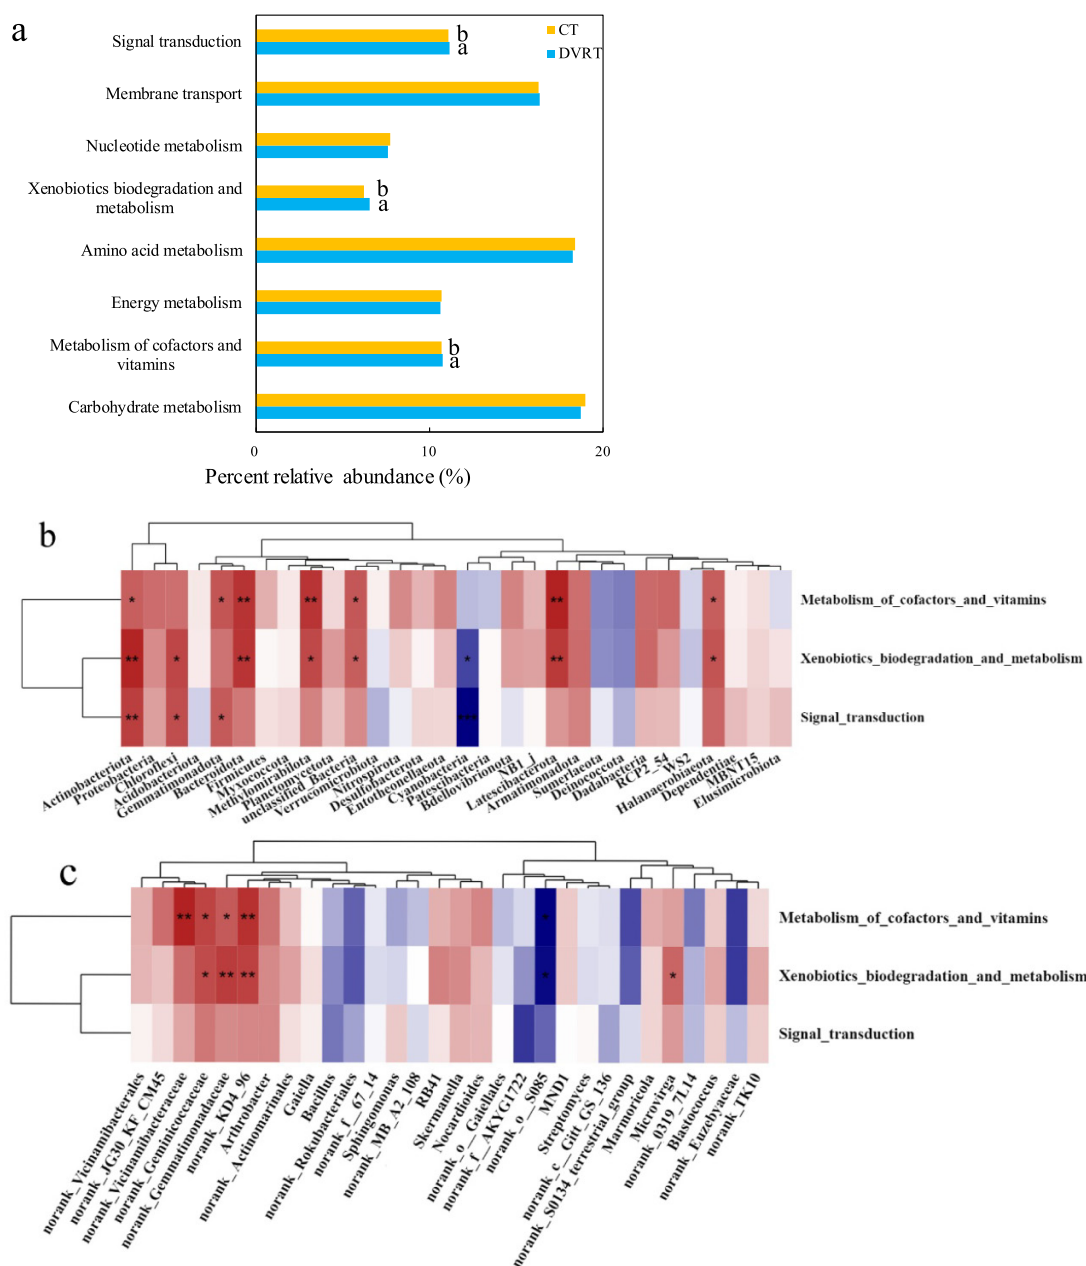 a
CT
DVRT
Signal transduction
b
a
Membrane transport
Nucleotide metabolism
Xenobiotics biodegradation and
metabolism
b
a
Amino acid metabolism
Energy metabolism
Metabolism of cofactors and
vitamins
b
a
Carbohydrate metabolism
0
10
20
Percent relative abundance (%)
b
* * ** ** * ** *
Metabolism_of_cofactors_and_vitamins
** * ** * * * ** *
Xenobiotics_biodegradation_and_metabolism
** * * ***
Signal_transduction
Actinobacteriota
Proteobacteria
Chloroflexi
Acidobacteriota
Gemmatimonadota
Bacteroidota
Firmicutes
Myxococcota
Methylomirabilota
Planctomycetota
unclassified_Bacteria
Verrucomicrobiota
Nitrospirota
Desulfobacterota
Entotheonellaeota
Cyanobacteria
Patescibacteria
Bdellovibrionota
NB1_j
Latescibacterota
Armatimonadota
Sumerlaeota
Deinococcota
Dadabacteria
RCP2_54
WS2
Halanaerobiaeota
Dependentiae
MBNT15
Elusimicrobiota
c
** * * ** *
Metabolism_of_cofactors_and_vitamins
* ** ** * *
Xenobiotics_biodegradation_and_metabolism
Signal_transduction
norank_Vicinamibacterales
norank_JG30_KF_CM45
norank_Vicinamibacteraceae
norank_Geminicoccaceae
norank_Gemmatimonadaceae
norank_KD4_96
Arthrobacter
norank_Actinomarinales
Gaiella
Bacillus
norank_Rokubacteriales
norank_f__67_14
Sphingomonas
norank_MB_A2_108
RB41
Skermanella
Nocardioides
norank_o__Gaiellales
norank_f__AKYG1722
norank_o__S085
MND1
Streptomyces
norank_c__Gitt_GS_136
norank_S0134_terrestrial_group
Marmoricola
Microvirga
norank_0319_7L14
Blastococcus
norank_Euzebyaceae
norank_TK10